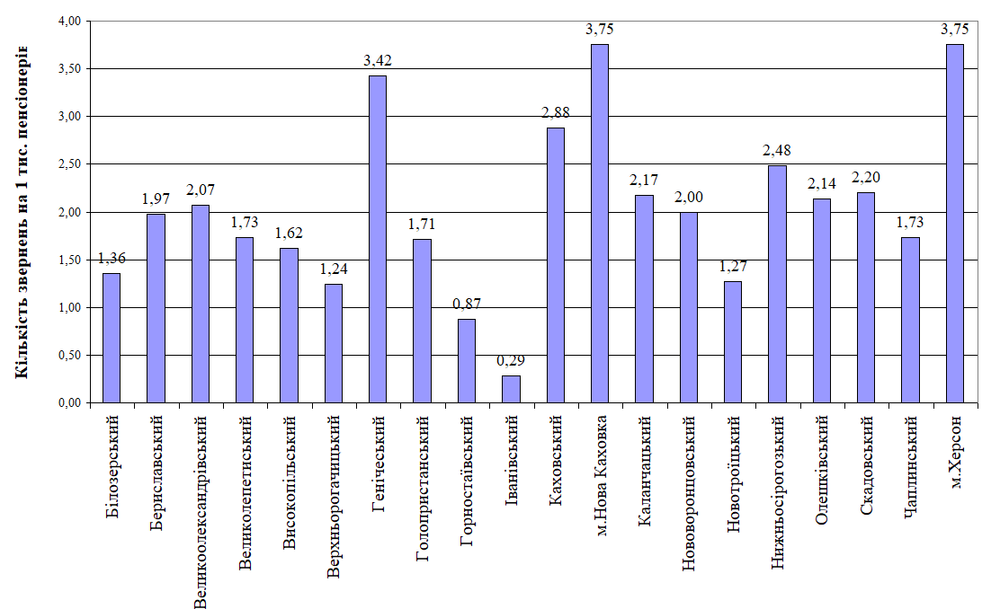 Кількість звернень на 1 тис. пенсіонерів
4,00
3,50
3,00
2,50
2,00
1,50
1,00
0,50
0,00
1,36
1,97
2,07
1,73
1,62
1,24
3,42
1,71
0,87
0,29
2,88
3,75
2,17
2,00
1,27
2,48
2,14
2,20
1,73
3,75
Білозерський
Бериславський
Великоолександрівський
Великолепетиський
Високопільський
Верхньорогачицький
Генічеський
Голопристанський
Горностаївський
Іванівський
Каховський
м.Нова Каховка
Каланчацький
Нововоронцовський
Новотроїцький
Нижньосірогозький
Олешківський
Скадовський
Чаплинський
м.Херсон